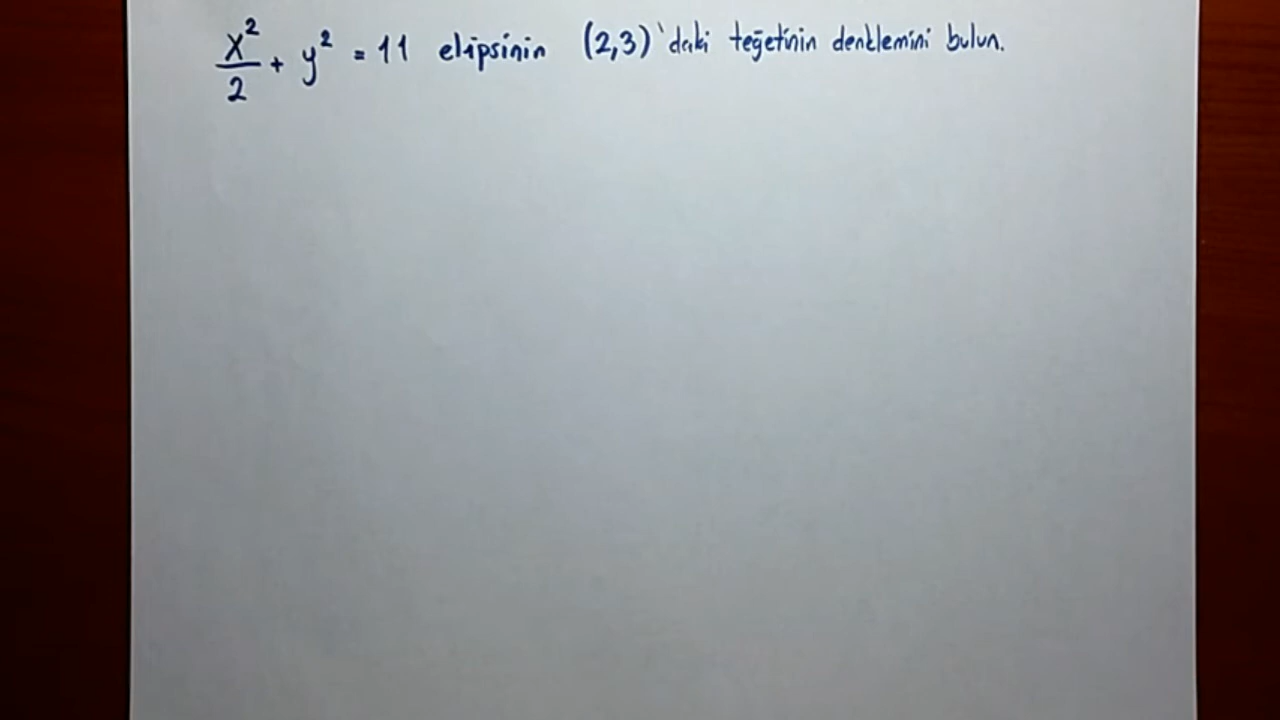 x²/2 + y² = 11 elipsinin (2,3)'daki teğetinin denklemini bulun.